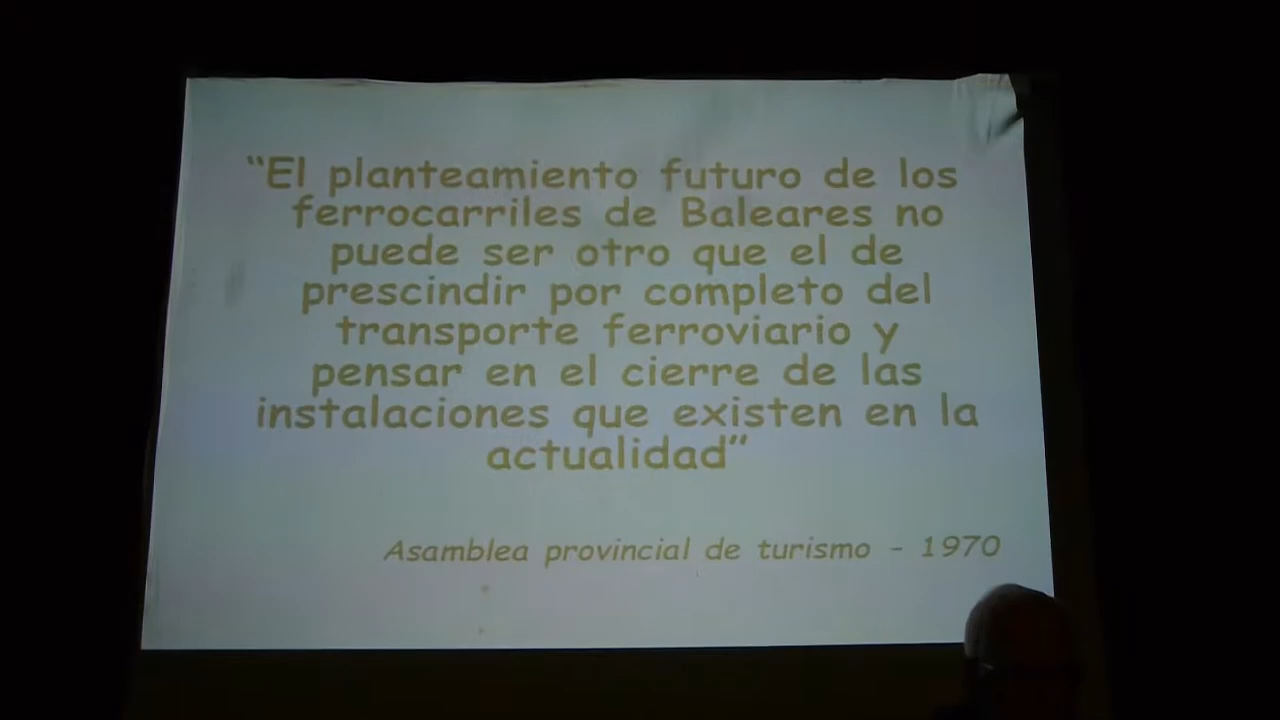 “El planteamiento futuro de los
ferrocarriles de Baleares no
puede ser otro que el de
prescindir por completo del
transporte ferroviario y
pensar en el cierre de las
instalaciones que existen en la
actualidad”
Asamblea provincial de turismo - 1970